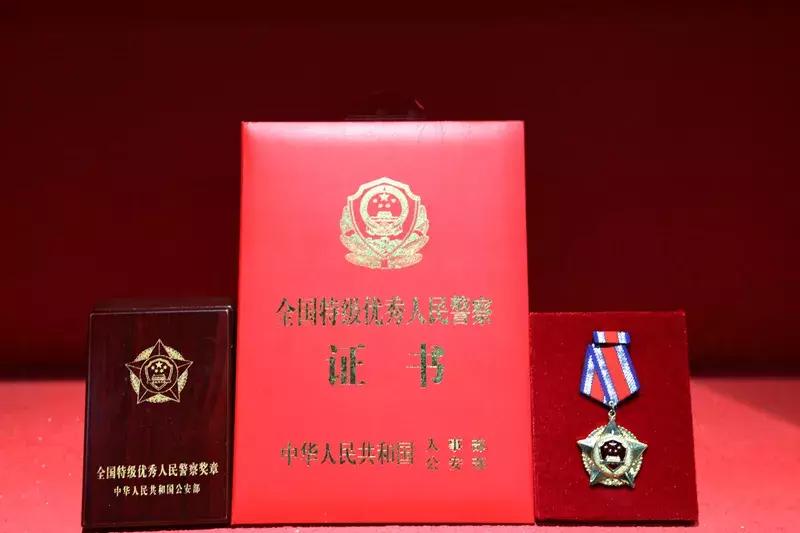 全国特级优秀人民警察
证书
中华人民共和国 人事部
公安部
全国特级优秀人民警察奖章
中华人民共和国公安部